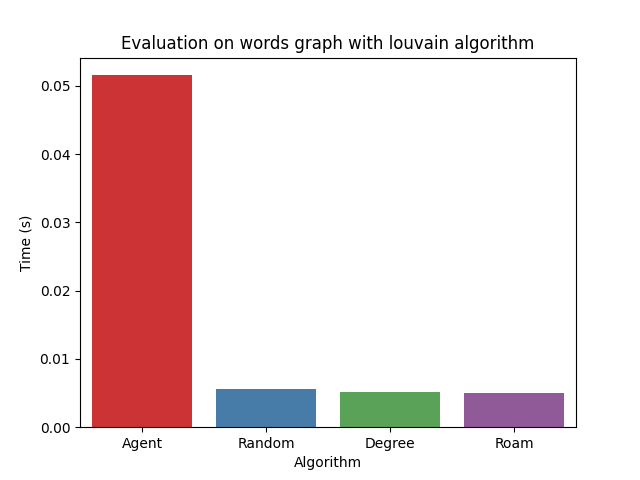 Evaluation on words graph with louvain algorithm
0.05
0.04
0.03
0.02
0.01
0.00
Time (s)
Agent Random Degree Roam
Algorithm